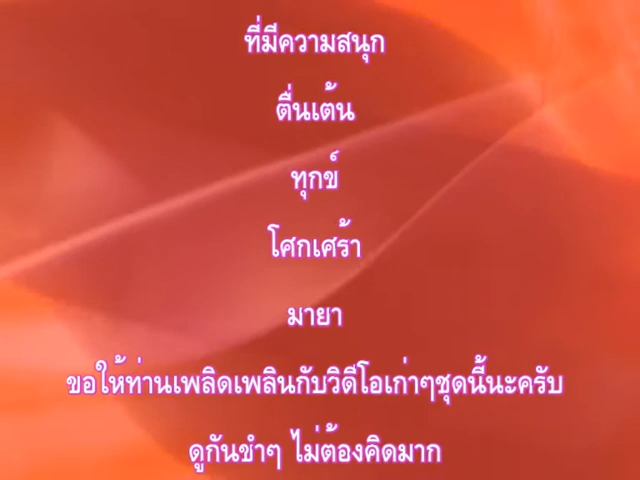 ที่มีความสนุก
ตื่นเต้น
ทุกข์
โศกเศร้า
มายา
ขอให้ท่านเพลิดเพลินกับวิดีโอเก่าๆชุดนี้นะครับ
ดูกันขำๆ ไม่ต้องคิดมาก